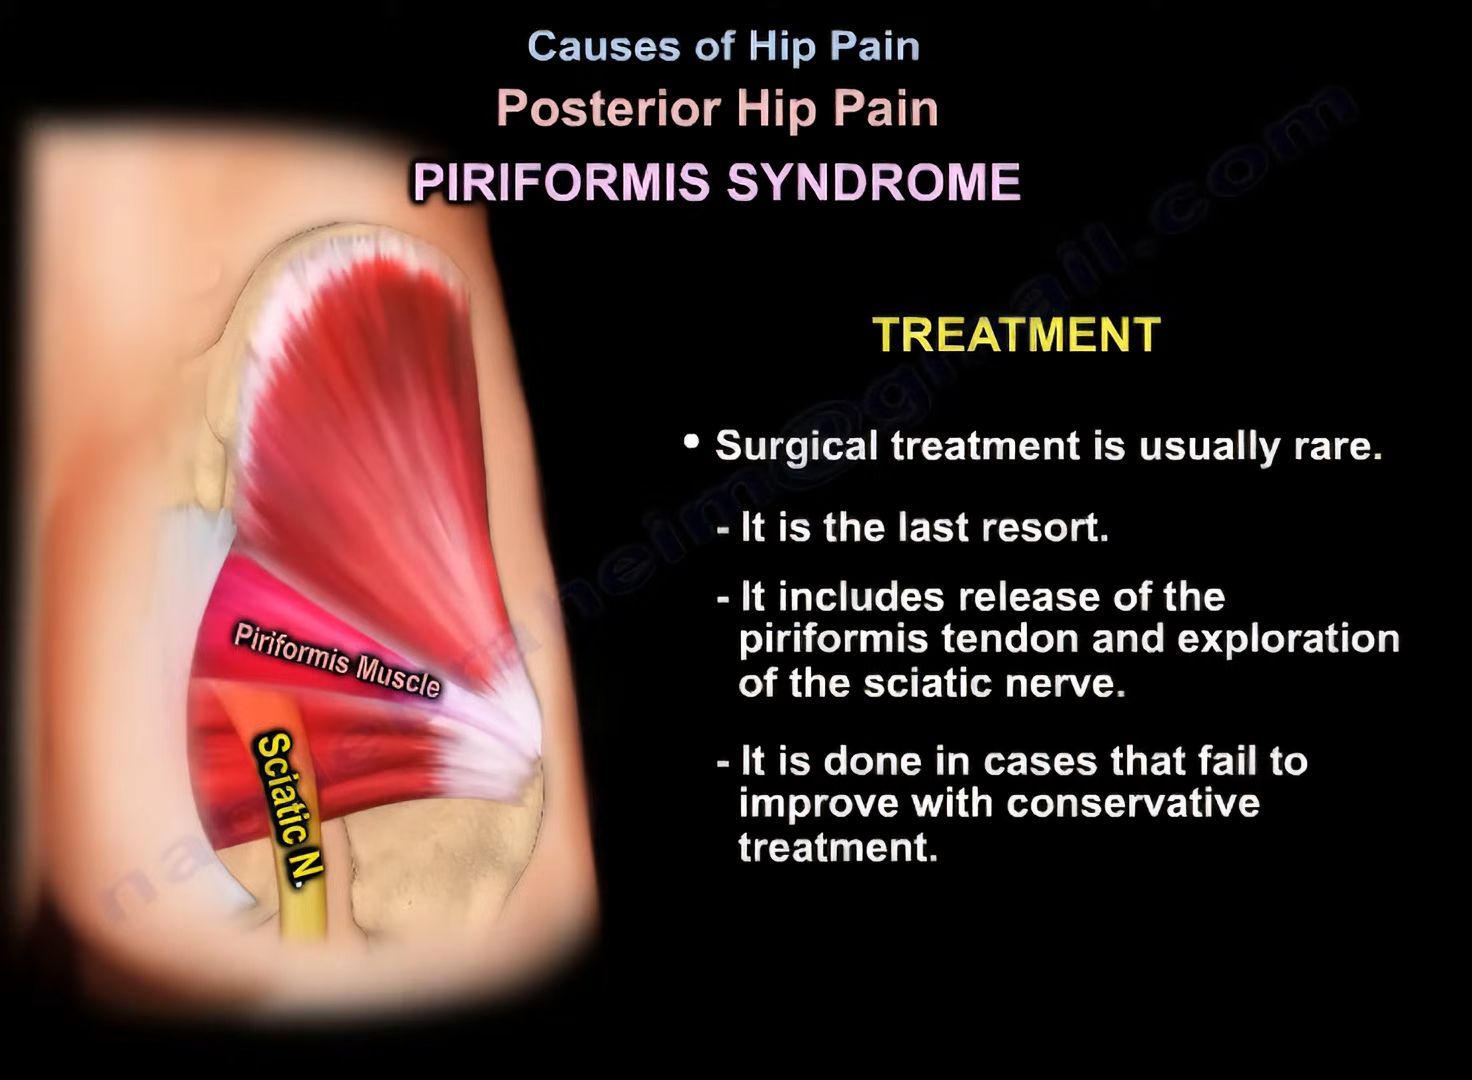 Causes of Hip Pain
Posterior Hip Pain
PIRIFORMIS SYNDROME
TREATMENT
• Surgical treatment is usually rare.
- It is the last resort.
- It includes release of the
piriformis tendon and exploration
of the sciatic nerve.
- It is done in cases that fail to
improve with conservative
treatment.
Piriformis Muscle
Sciatic N.